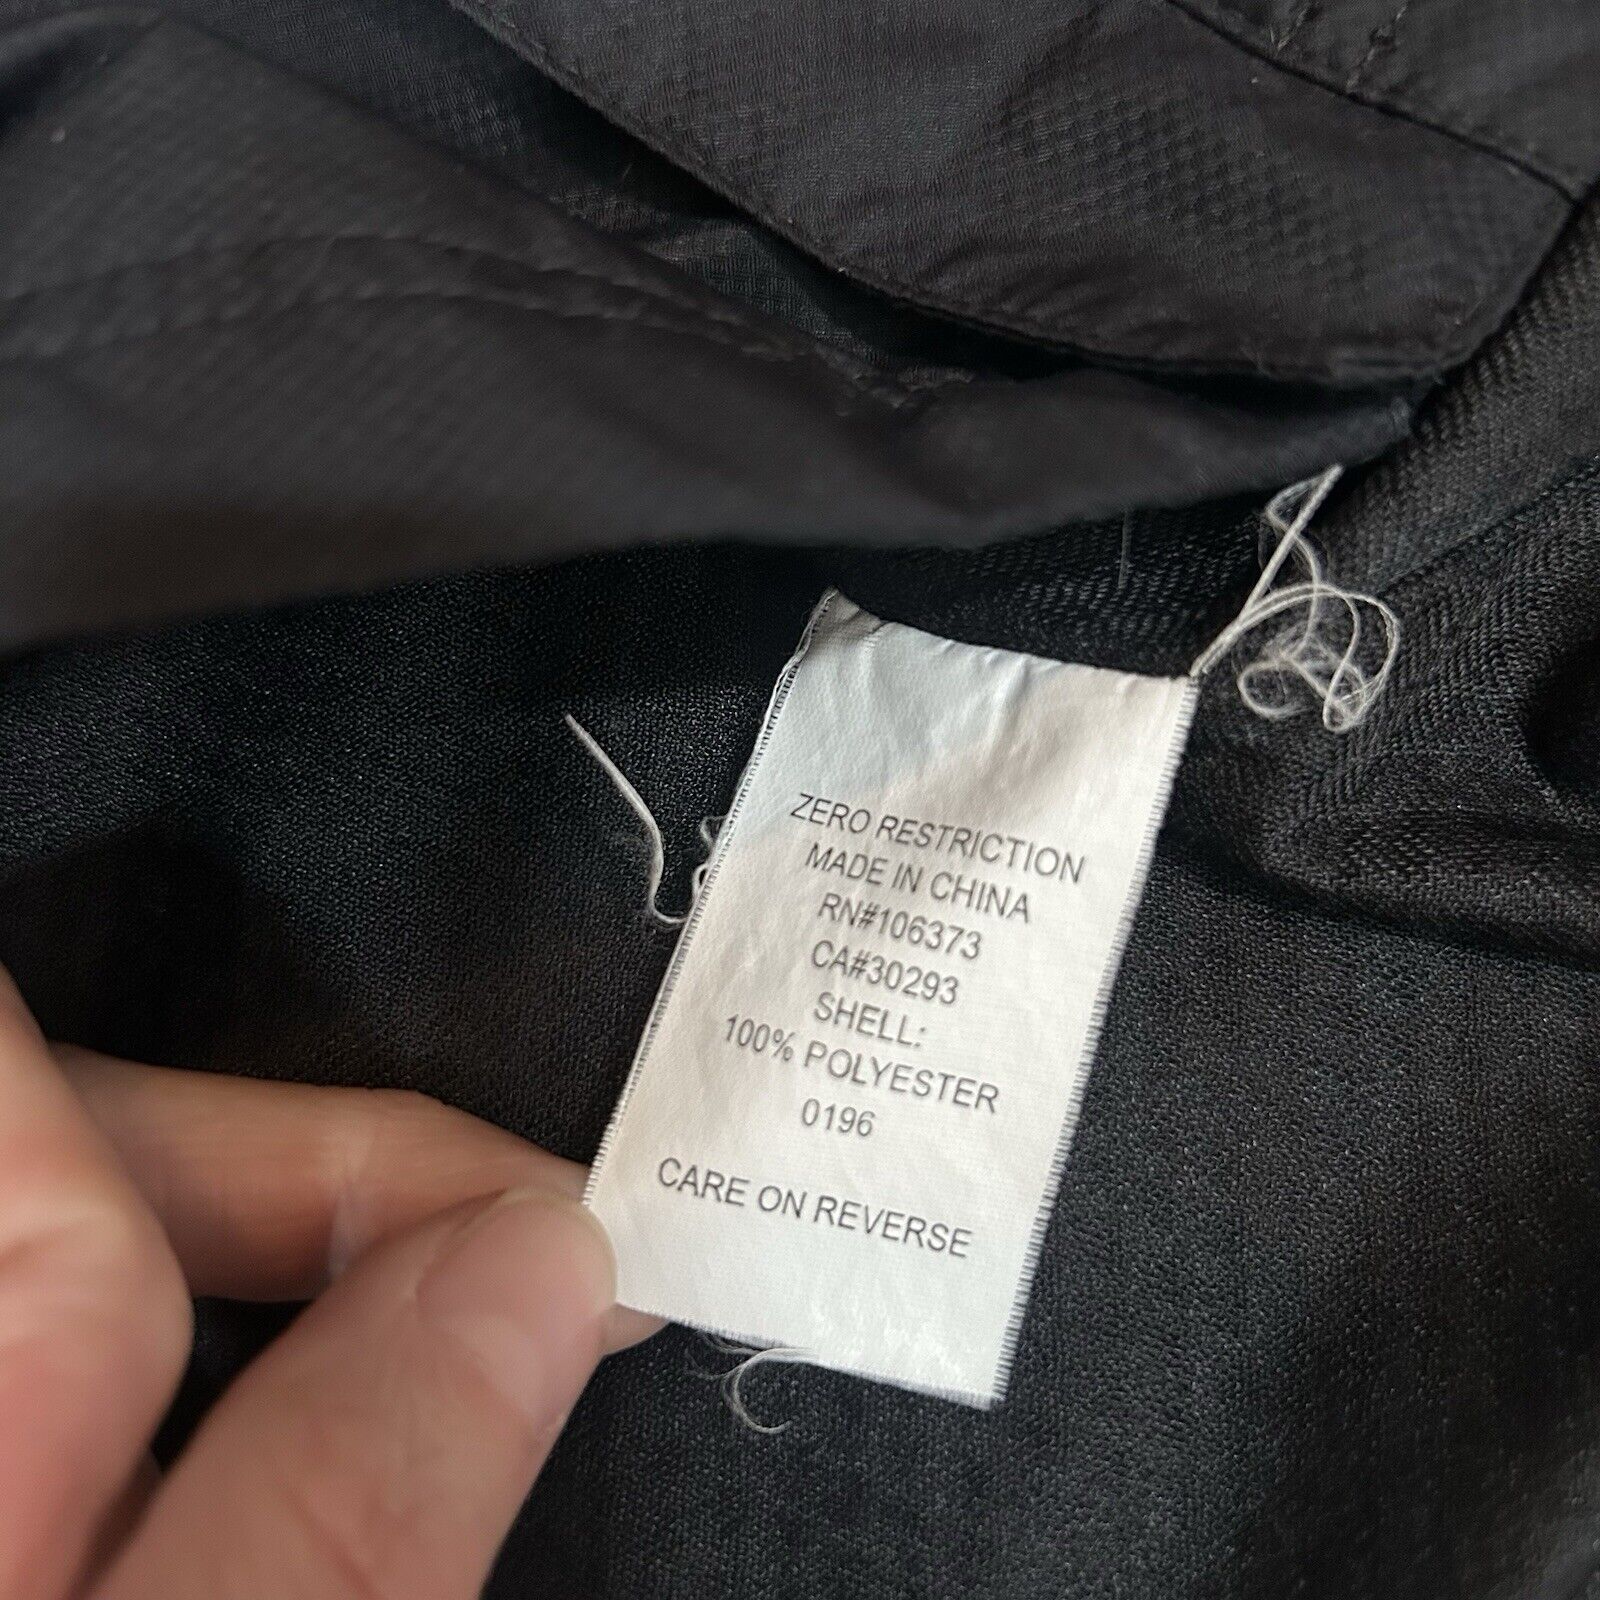 ZERO RESTRICTION
MADE IN CHINA
RN#106373
CA#30293
SHELL:
100% POLYESTER
0196
CARE ON REVERSE